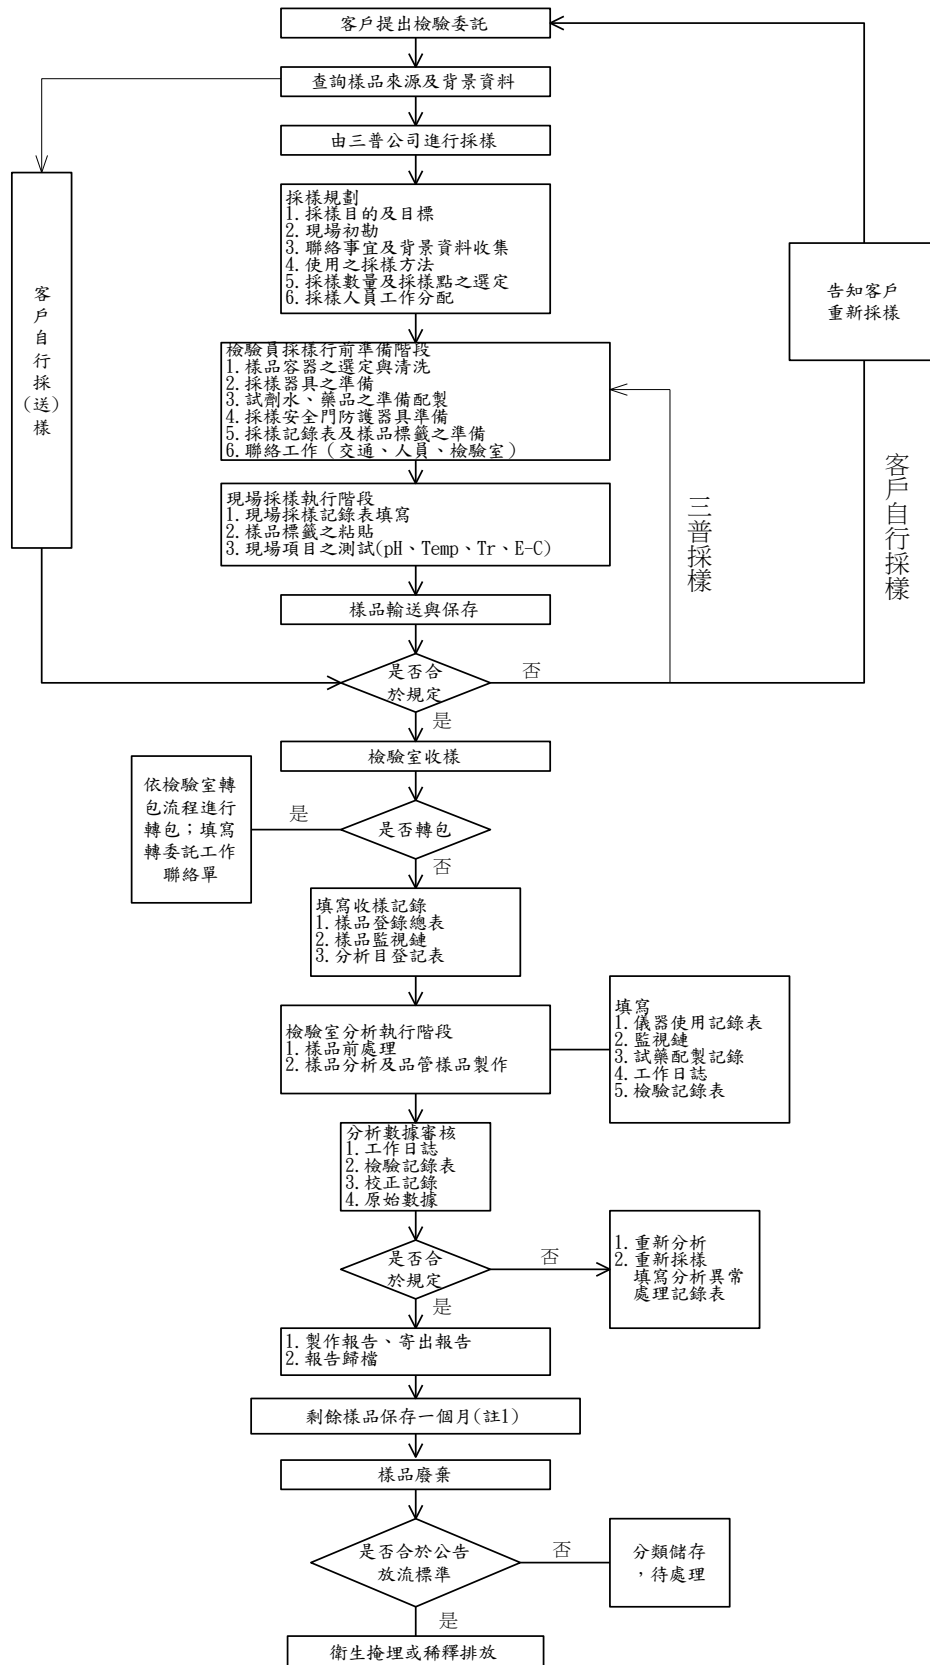 客戶提出檢驗委託
查詢樣品來源及背景資料
由三普公司進行採樣
採樣規劃
1.採樣目的及目標
2.現場初勘
3.聯絡事宜及背景資料收集
4.使用之採樣方法
5.採樣數量及採樣點之選定
6.採樣人員工作分配
客戶自行採(送)樣
告知客戶
重新採樣
檢驗員採樣行前準備階段
1.樣品容器之選定與清洗
2.採樣器具之準備
3.試劑水、藥品之準備配製
4.採樣安全門防護器具準備
5.採樣記錄表及樣品標籤之準備
6.聯絡工作（交通、人員、檢驗室）
三普採樣
客戶自行採樣
現場採樣執行階段
1.現場採樣記錄表填寫
2.樣品標籤之粘貼
3.現場項目之測試(pH、Temp、Tr、E-C)
樣品輸送與保存
是否合
於規定
否
是
檢驗室收樣
依檢驗室轉
包流程進行
轉包；填寫
轉委託工作
聯絡單
是
是否轉包
否
填寫收樣記錄
1.樣品登錄總表
2.樣品監視鏈
3.分析目登記表
檢驗室分析執行階段
1.樣品前處理
2.樣品分析及品管樣品製作
填寫
1.儀器使用記錄表
2.監視鏈
3.試藥配製記錄
4.工作日誌
5.檢驗記錄表
分析數據審核
1.工作日誌
2.檢驗記錄表
3.校正記錄
4.原始數據
是否合
於規定
否
1.重新分析
2.重新採樣
填寫分析異常
處理記錄表
是
1.製作報告、寄出報告
2.報告歸檔
剩餘樣品保存一個月(註1)
樣品廢棄
是否合於公告
放流標準
否
分類儲存
，待處理
是
衛生掩埋或稀釋排放